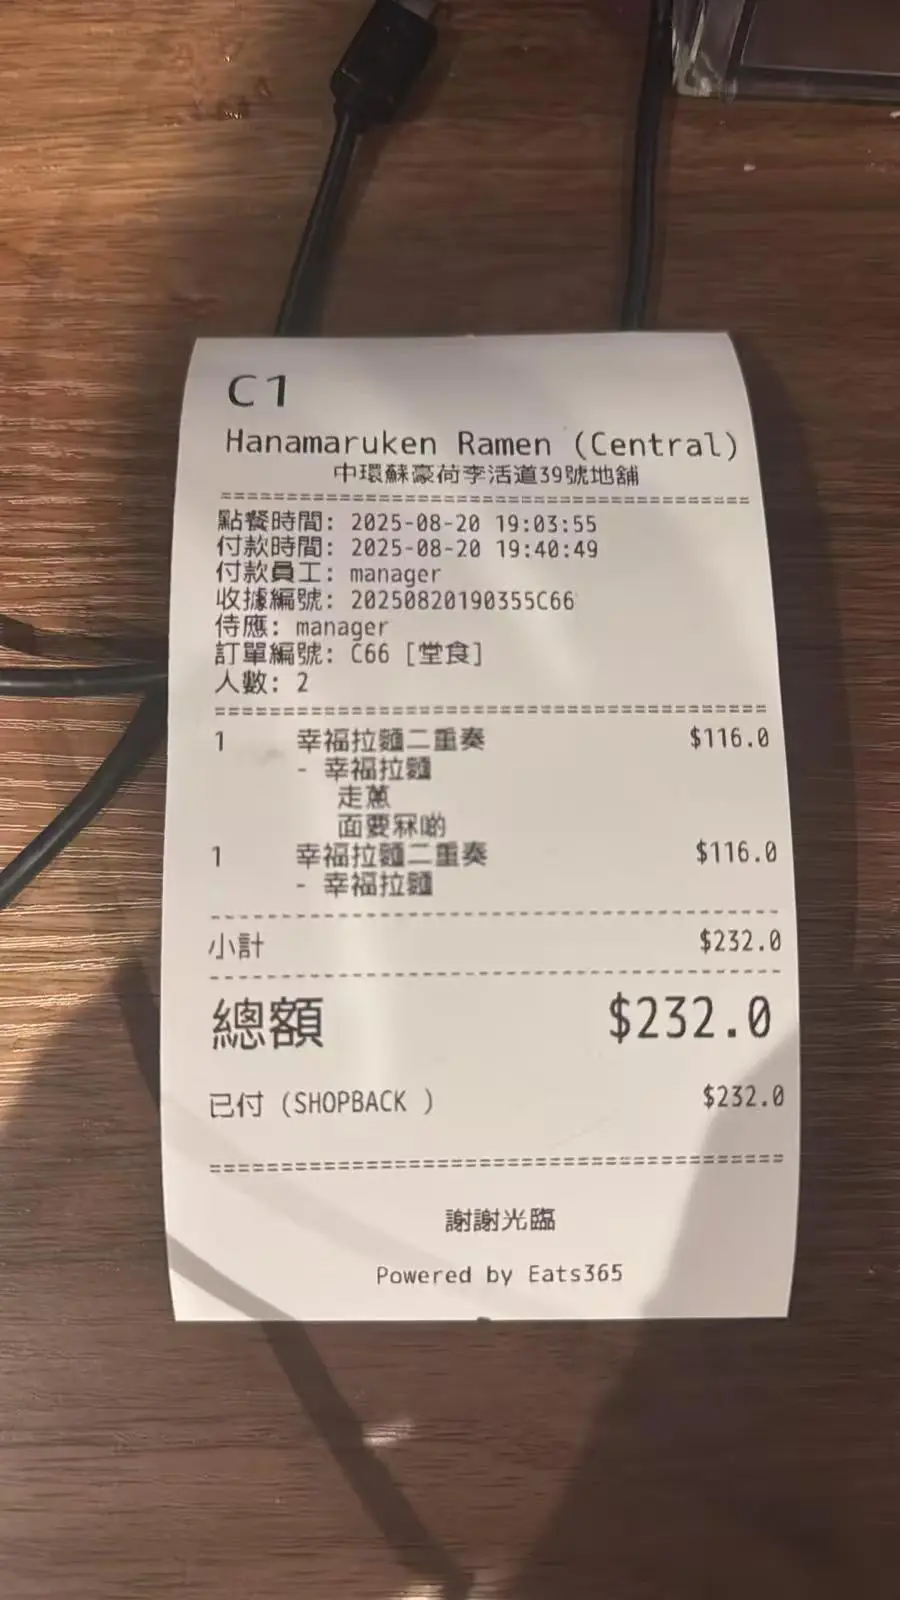 C1
Hanamaruken Ramen (Central)
中環蘇豪荷李活道39號地舖
========================================
點餐時間: 2025-08-20 19:03:55
付款時間: 2025-08-20 19:40:49
付款員工: manager
收據編號: 20250820190355C66
侍應: manager
訂單編號: C66 [堂食]
人數: 2
========================================
1 幸福拉麵二重奏 $116.0
- 幸福拉麵
走蔥
面要冧啲
1 幸福拉麵二重奏 $116.0
- 幸福拉麵
----------------------------------------
小計 $232.0
----------------------------------------
總額 $232.0
已付 (SHOPBACK ) $232.0
========================================
謝謝光臨
Powered by Eats365